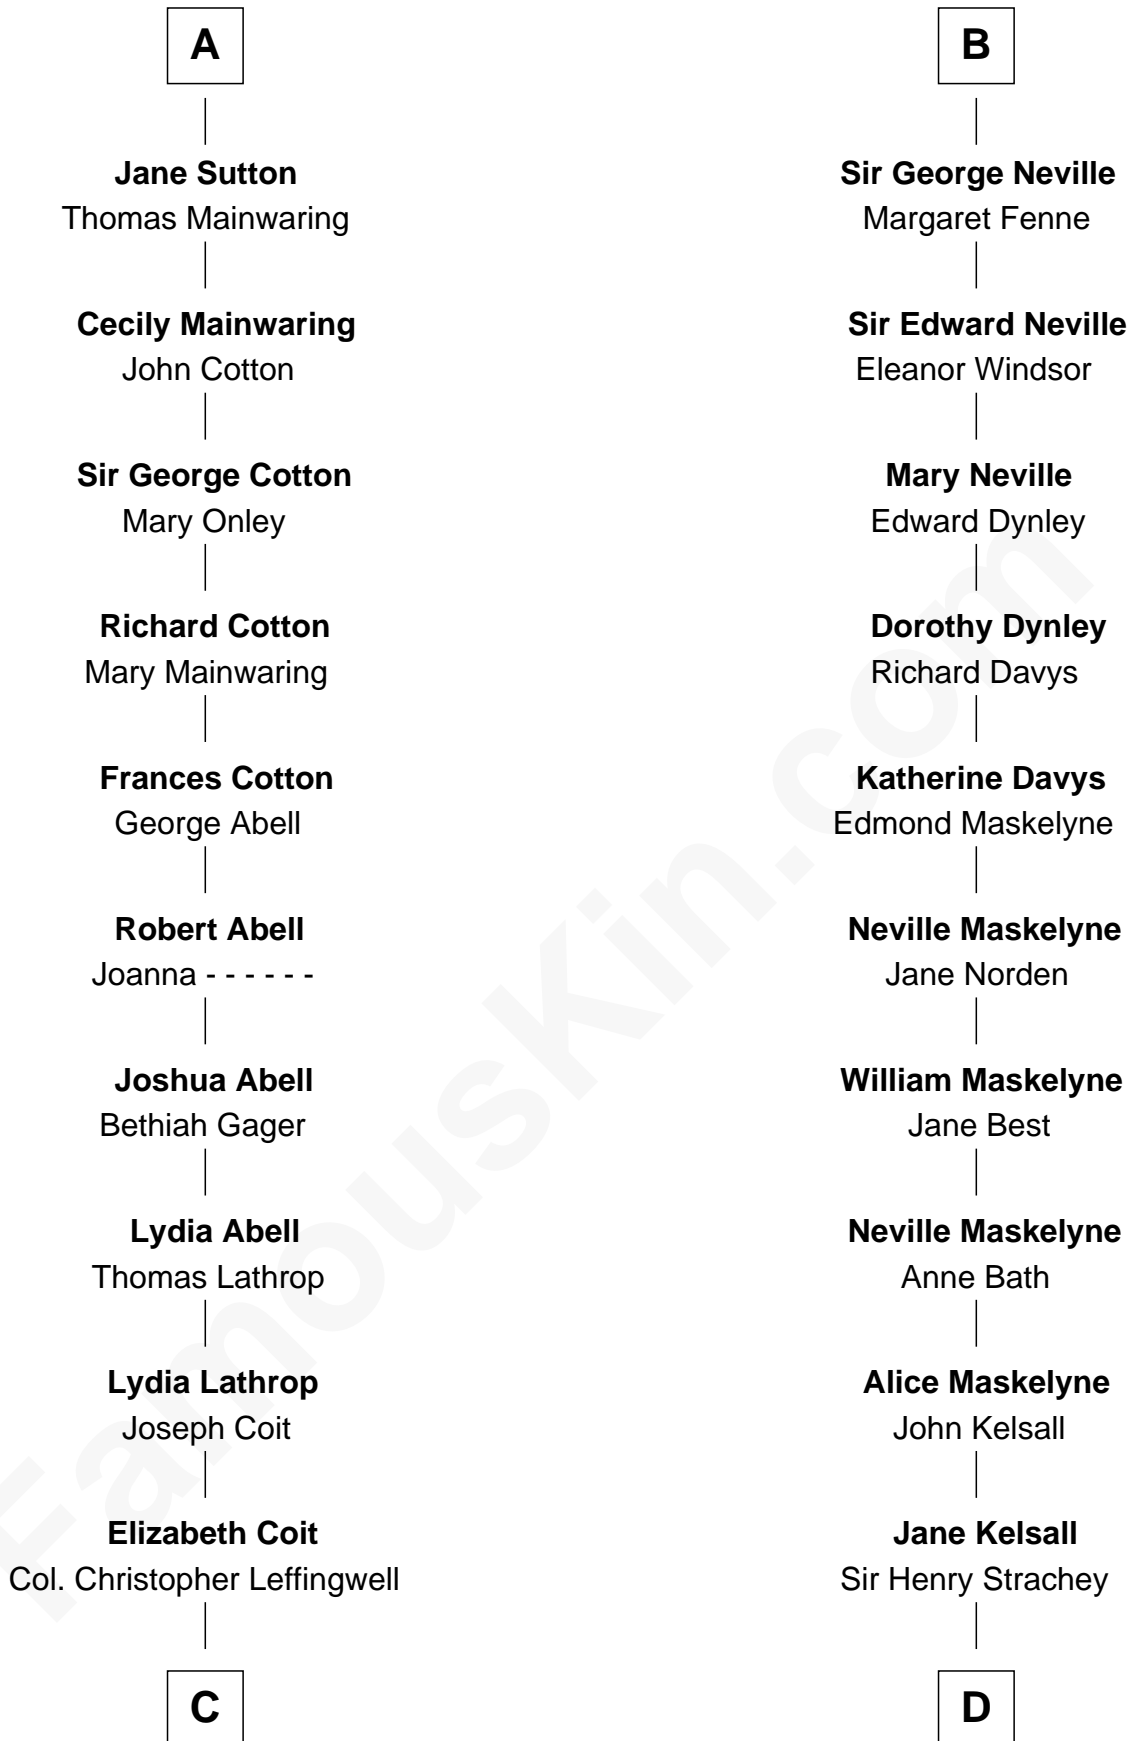 A
Jane Sutton
Thomas Mainwaring
Cecily Mainwaring
John Cotton
Sir George Cotton
Mary Onley
Richard Cotton
Mary Mainwaring
Frances Cotton
George Abell
Robert Abell
Joanna - - - - - -
Joshua Abell
Bethiah Gager
Lydia Abell
Thomas Lathrop
Lydia Lathrop
Joseph Coit
Elizabeth Coit
Col. Christopher Leffingwell
C
B
Sir George Neville
Margaret Fenne
Sir Edward Neville
Eleanor Windsor
Mary Neville
Edward Dynley
Dorothy Dynley
Richard Davys
Katherine Davys
Edmond Maskelyne
Neville Maskelyne
Jane Norden
William Maskelyne
Jane Best
Neville Maskelyne
Anne Bath
Alice Maskelyne
John Kelsall
Jane Kelsall
Sir Henry Strachey
D
FamousKin.com